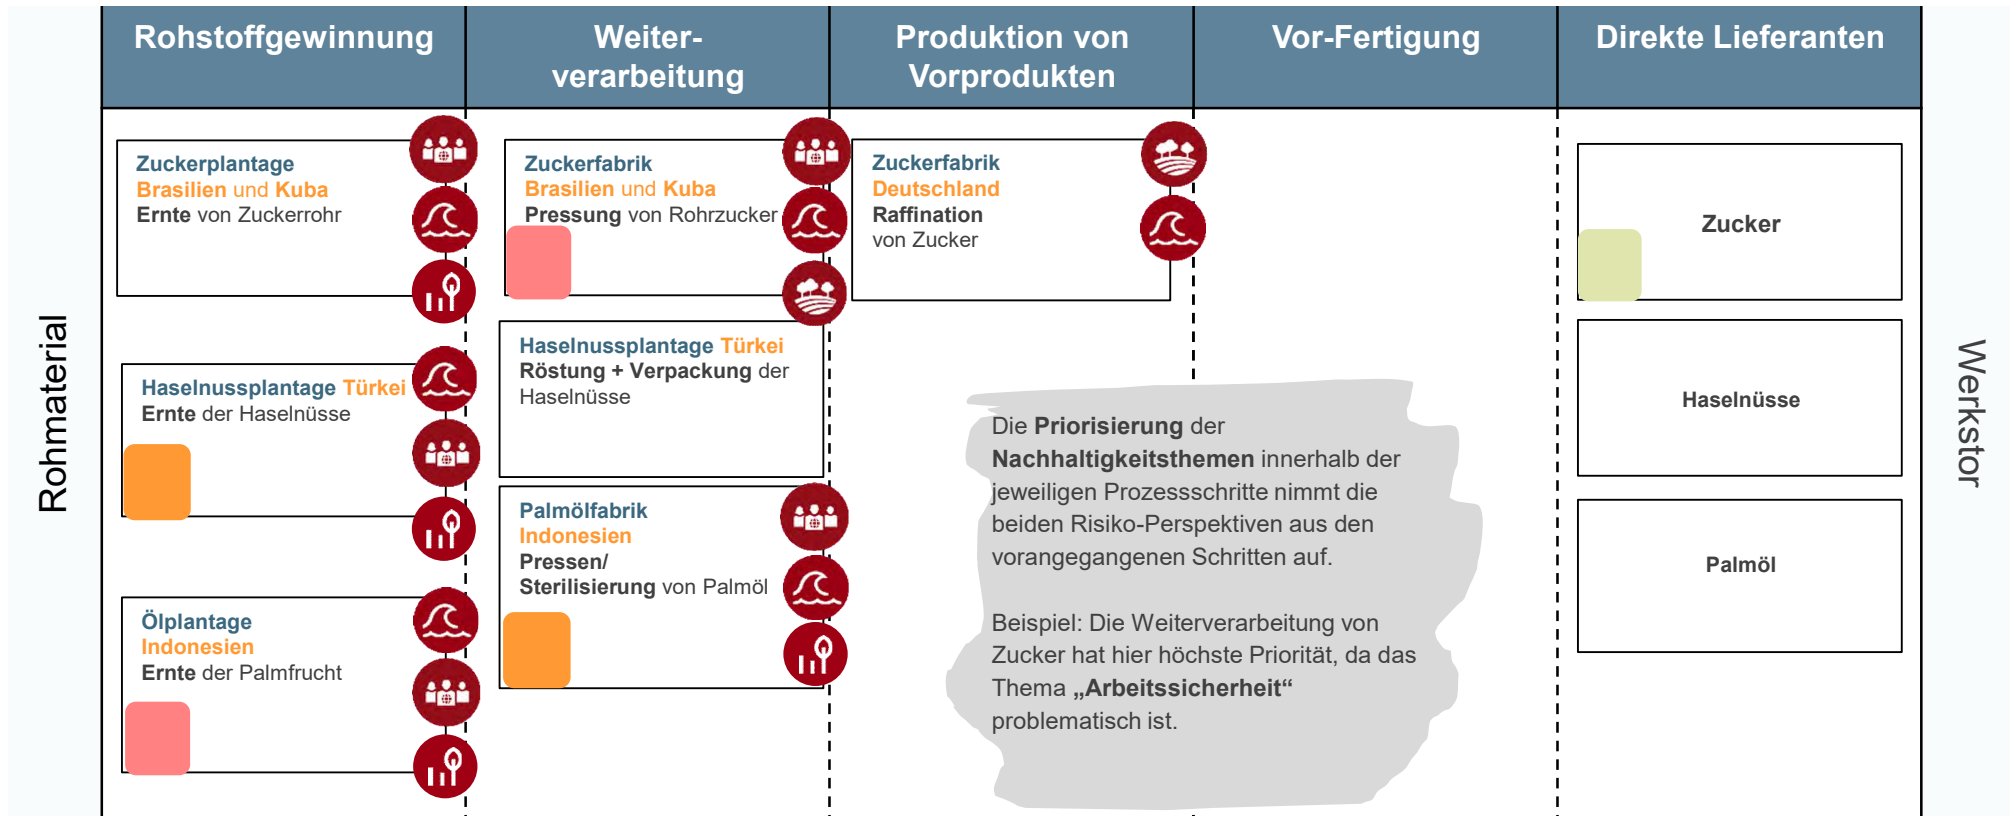 Rohstoffgewinnung
Weiter-
verarbeitung
Produktion von
Vorprodukten
Vor-Fertigung
Direkte Lieferanten
Rohmaterial
Zuckerplantage
Brasilien und Kuba
Ernte von Zuckerrohr
Haselnussplantage Türkei
Ernte der Haselnüsse
Ölplantage
Indonesien
Ernte der Palmfrucht
Zuckerfabrik
Brasilien und Kuba
Pressung von Rohrzucker
Haselnussplantage Türkei
Röstung + Verpackung der
Haselnüsse
Palmölfabrik
Indonesien
Pressen/
Sterilisierung von Palmöl
Zuckerfabrik
Deutschland
Raffination
von Zucker
Die Priorisierung der
Nachhaltigkeitsthemen innerhalb der
jeweiligen Prozessschritte nimmt die
beiden Risiko-Perspektiven aus den
vorangegangenen Schritten auf.
Beispiel: Die Weiterverarbeitung von
Zucker hat hier höchste Priorität, da das
Thema „Arbeitssicherheit“
problematisch ist.
Zucker
Haselnüsse
Palmöl
Werkstor